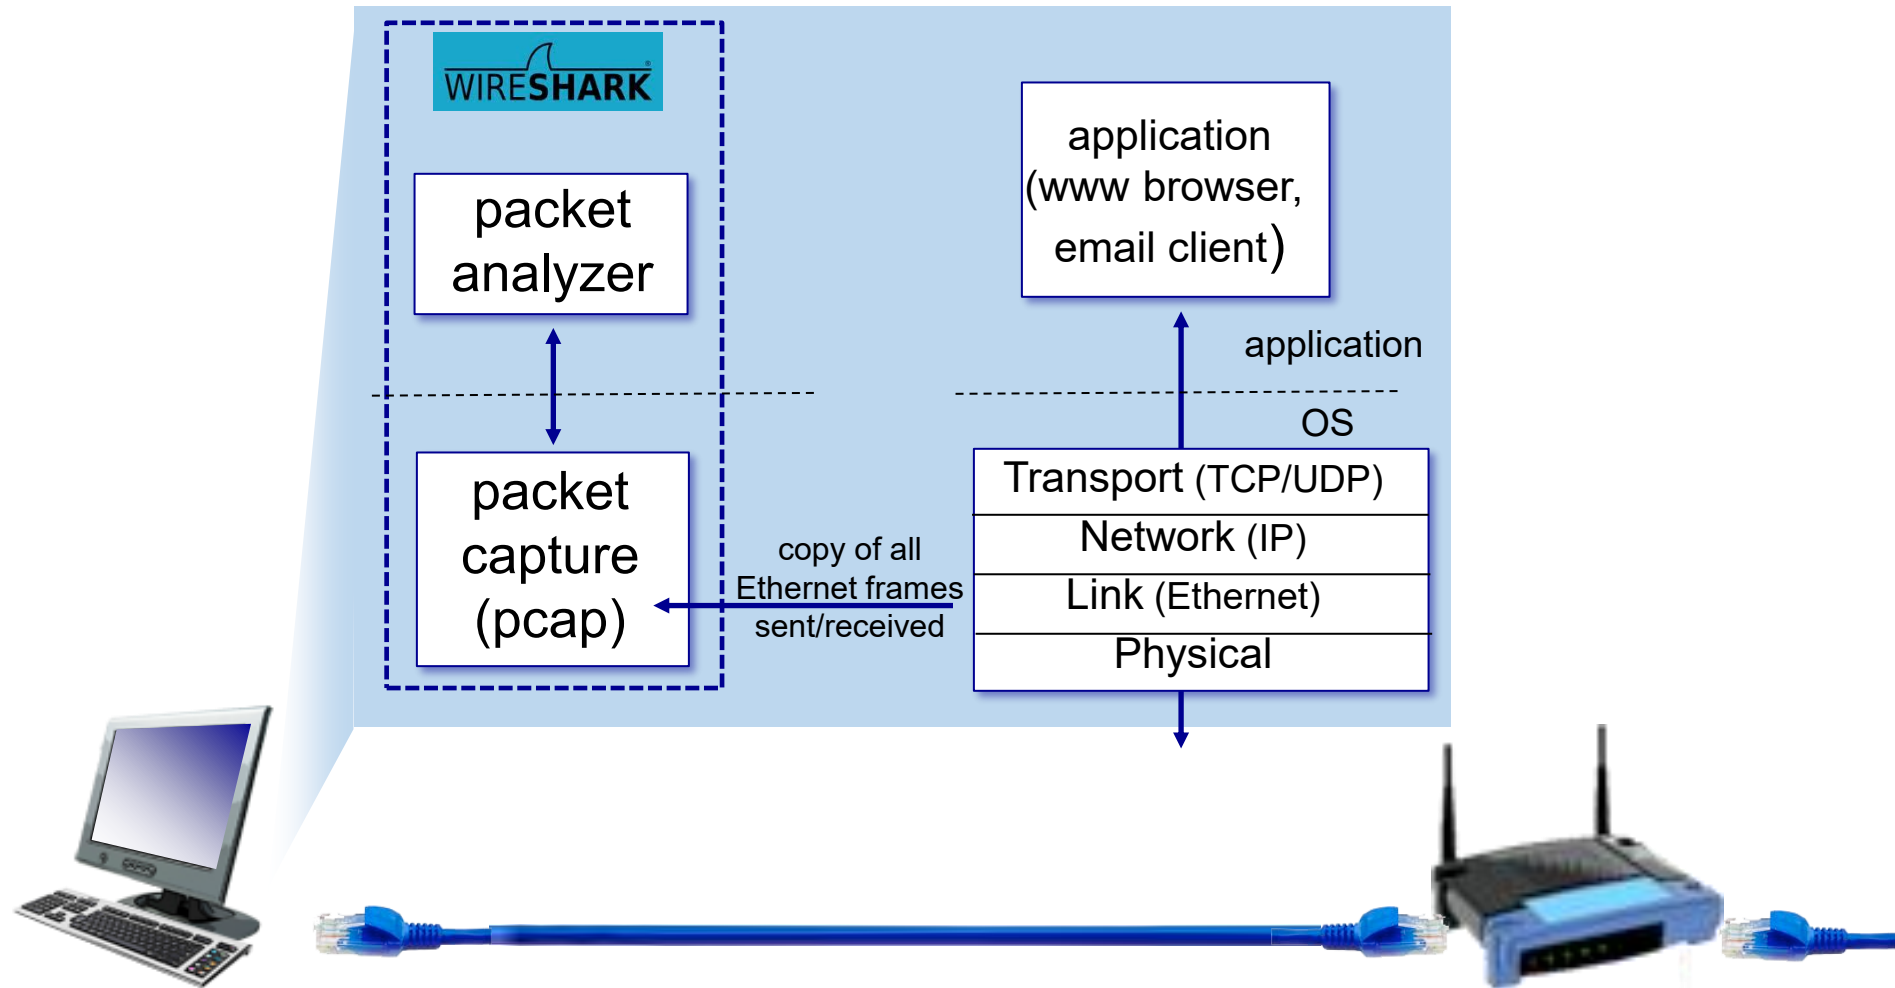 WIRESHARK
®
packet
analyzer
application
(www browser,
email client)
application
OS
packet
capture
(pcap)
copy of all
Ethernet frames
sent/received
Transport (TCP/UDP)
Network (IP)
Link (Ethernet)
Physical